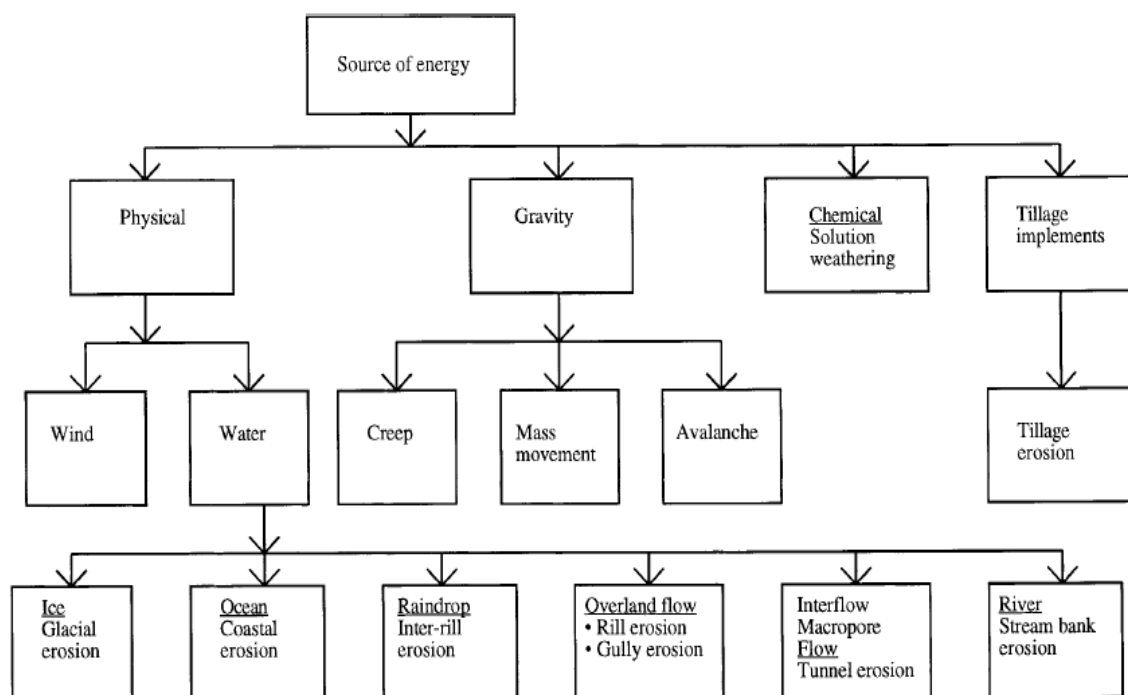 Source of energy
Physical
Gravity
Chemical
Solution
weathering
Tillage
implements
Wind
Water
Creep
Mass
movement
Avalanche
Tillage
erosion
Ice
Glacial
erosion
Ocean
Coastal
erosion
Raindrop
Inter-rill
erosion
Overland flow
• Rill erosion
• Gully erosion
Interflow
Macropore
Flow
Tunnel erosion
River
Stream bank
erosion